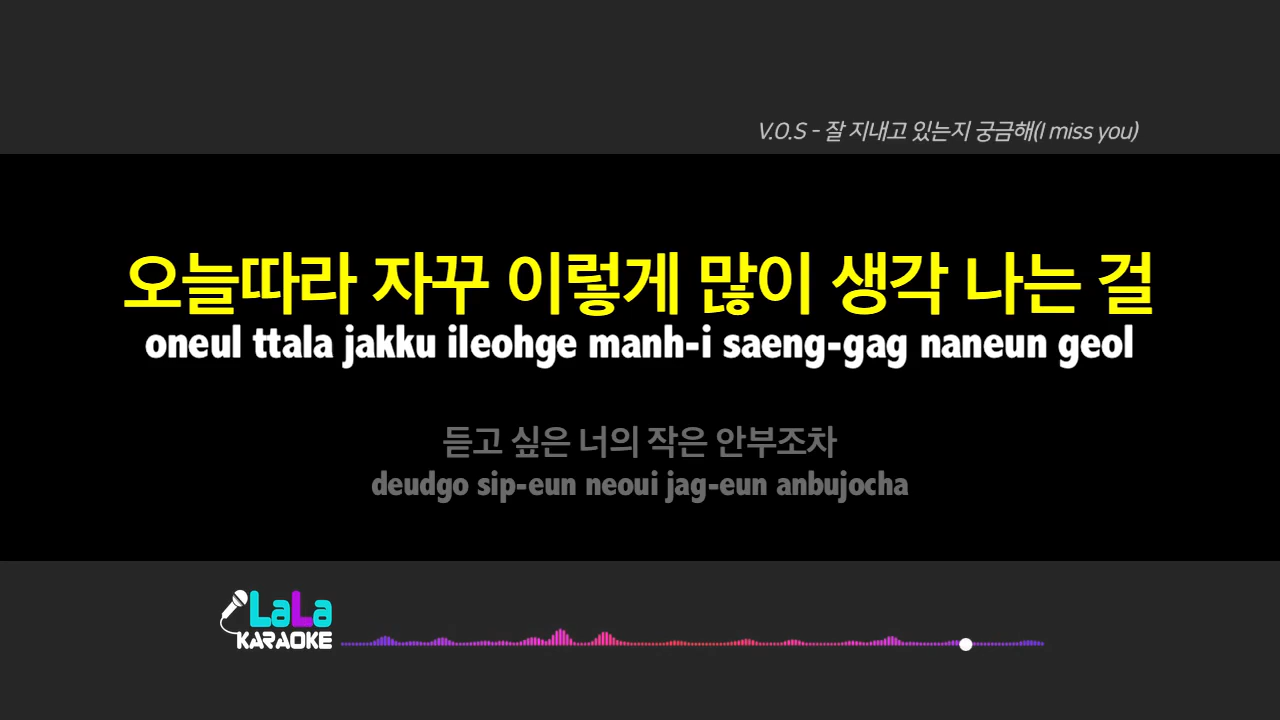 V.O.S - 잘 지내고 있는지 궁금해(I miss you)
오늘따라 자꾸 이렇게 많이 생각 나는 걸
oneul ttala jakku ileohge manh-i saeng-gag naneun geol
듣고 싶은 너의 작은 안부조차
deudgo sip-eun neoui jag-eun anbujocha
LaLa
KARAOKE